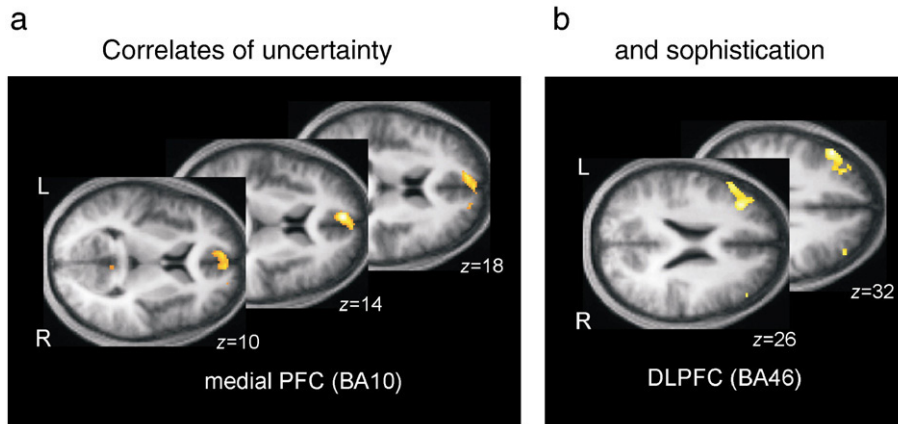 a
Correlates of uncertainty
L
R
z=10
z=14
z=18
medial PFC (BA10)
b
and sophistication
L
R
z=26
z=32
DLPFC (BA46)